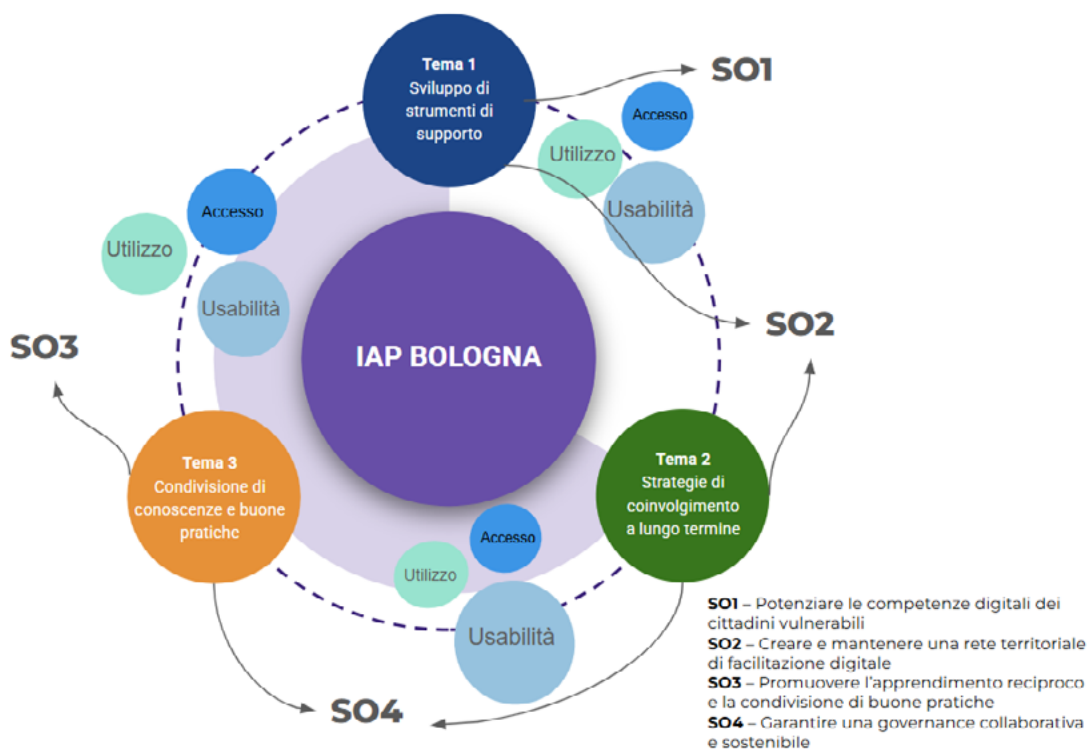 Tema 1
Sviluppo di
strumenti di
supporto
SO1
Accesso
Utilizzo
Usabilità
Accesso
Utilizzo
Usabilità
SO2
SO3
IAP BOLOGNA
Tema 3
Condivisione di
conoscenze e buone
pratiche
Tema 2
Strategie di
coinvolgimento
a lungo termine
Accesso
Utilizzo
Usabilità
SO4
SO1 – Potenziare le competenze digitali dei
cittadini vulnerabili
SO2 – Creare e mantenere una rete territoriale
di facilitazione digitale
SO3 – Promuovere l'apprendimento reciproco
e la condivisione di buone pratiche
SO4 – Garantire una governance collaborativa
e sostenibile